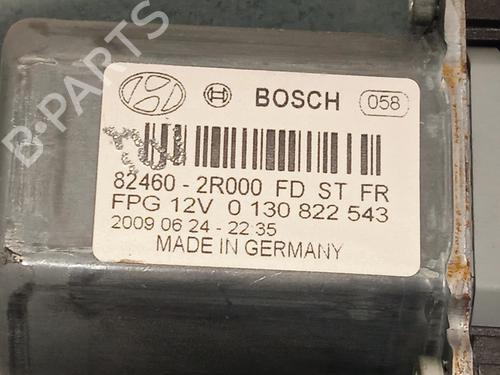 B-PARTS
BOSCH 058
82460 - 2R000 FD ST FR
FPG 12V 0 130 822 543
2009 06 24 - 22 35
MADE IN GERMANY